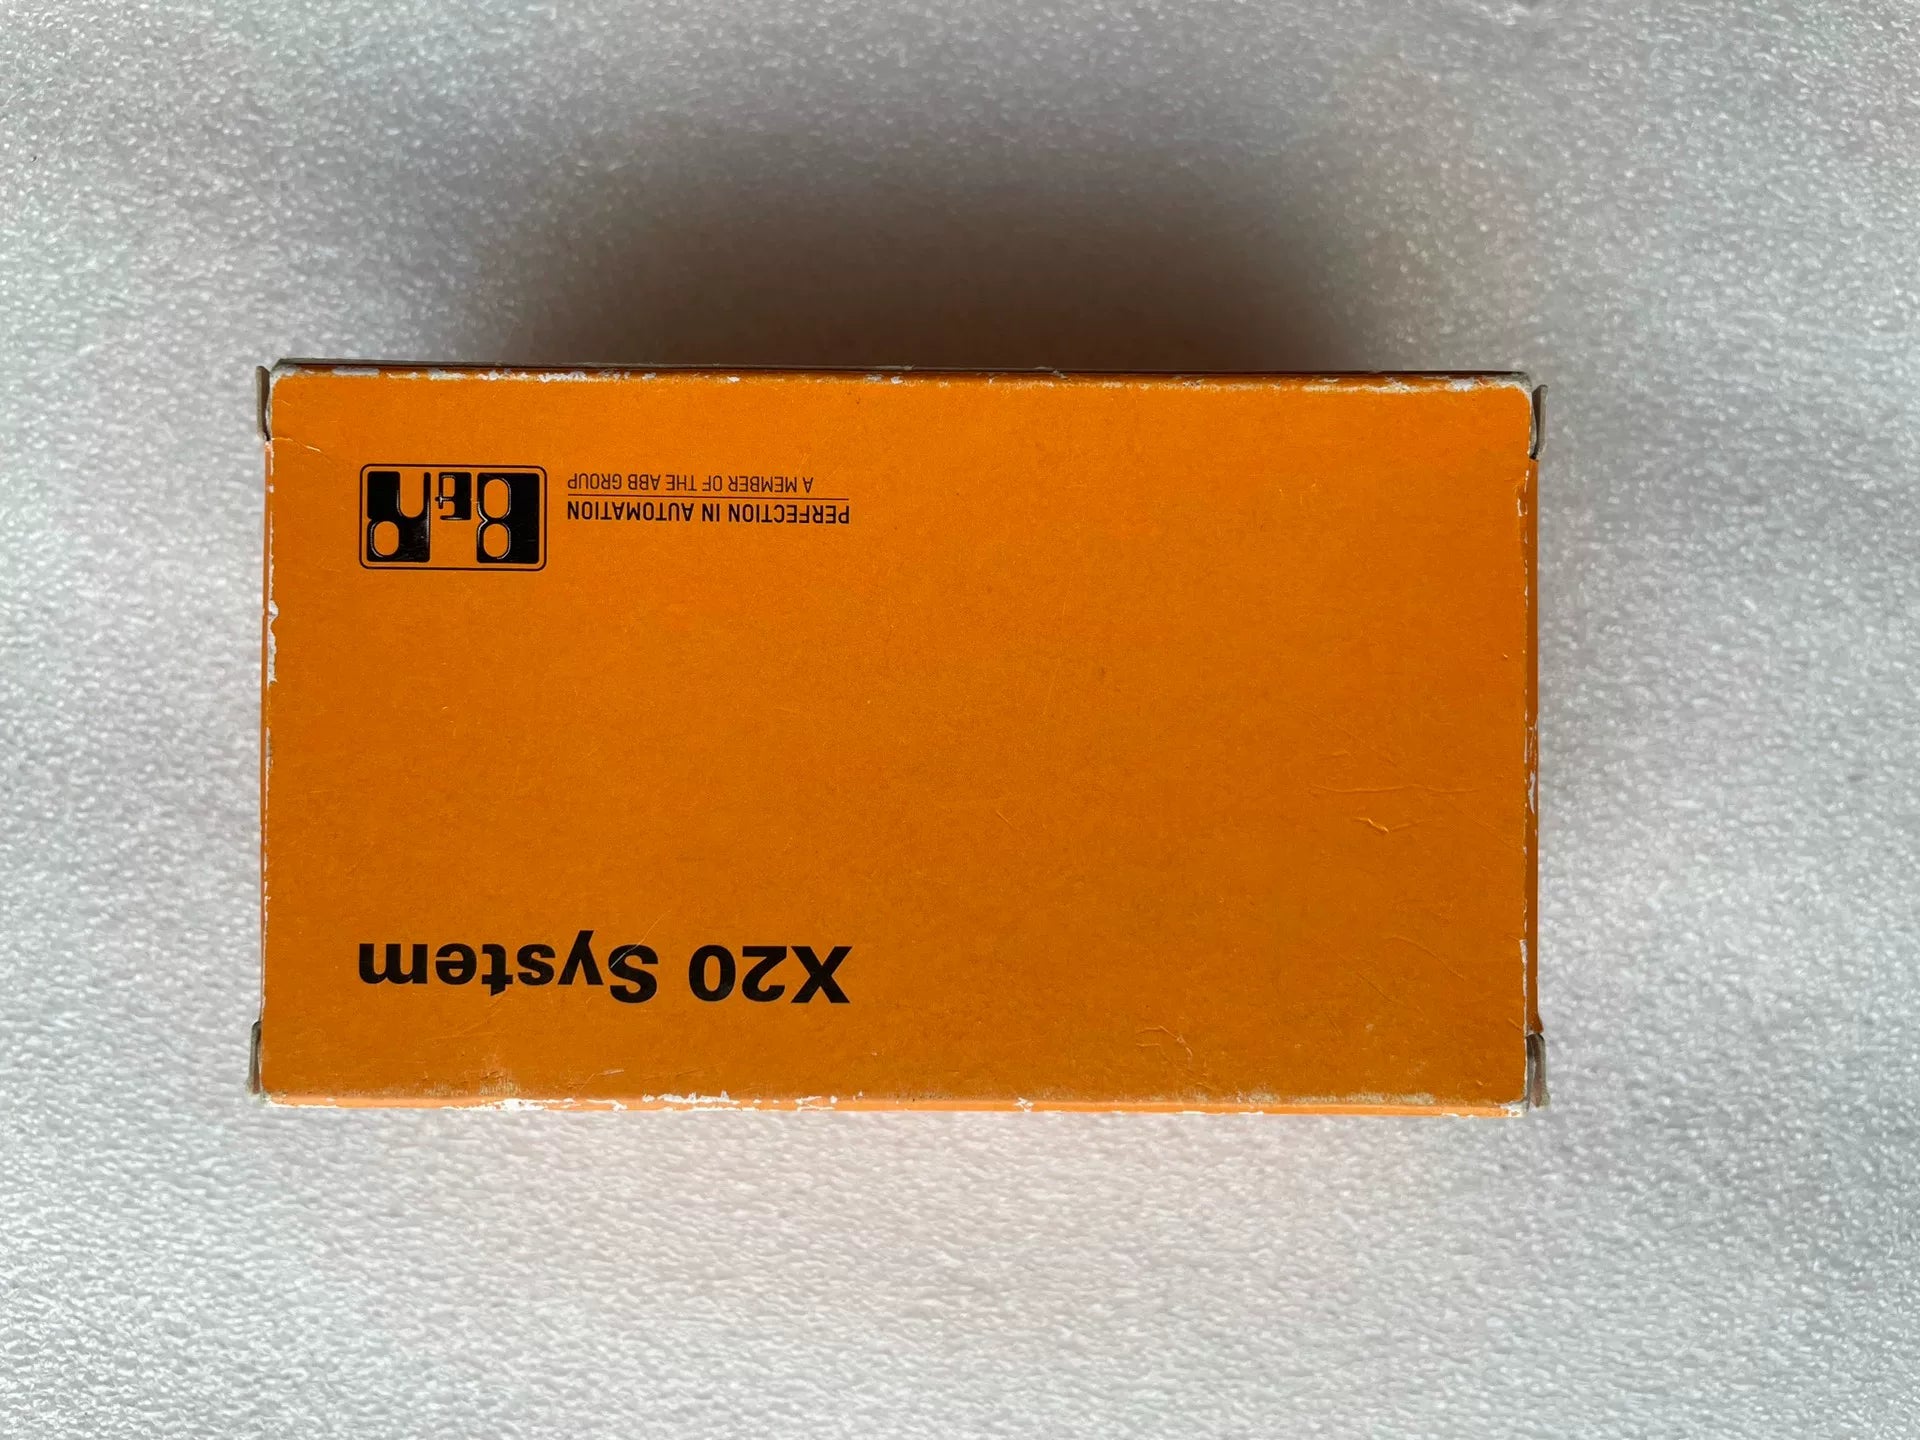 X20 System
PERFECTION IN AUTOMATION
A MEMBER OF THE ABB GROUP
B&R